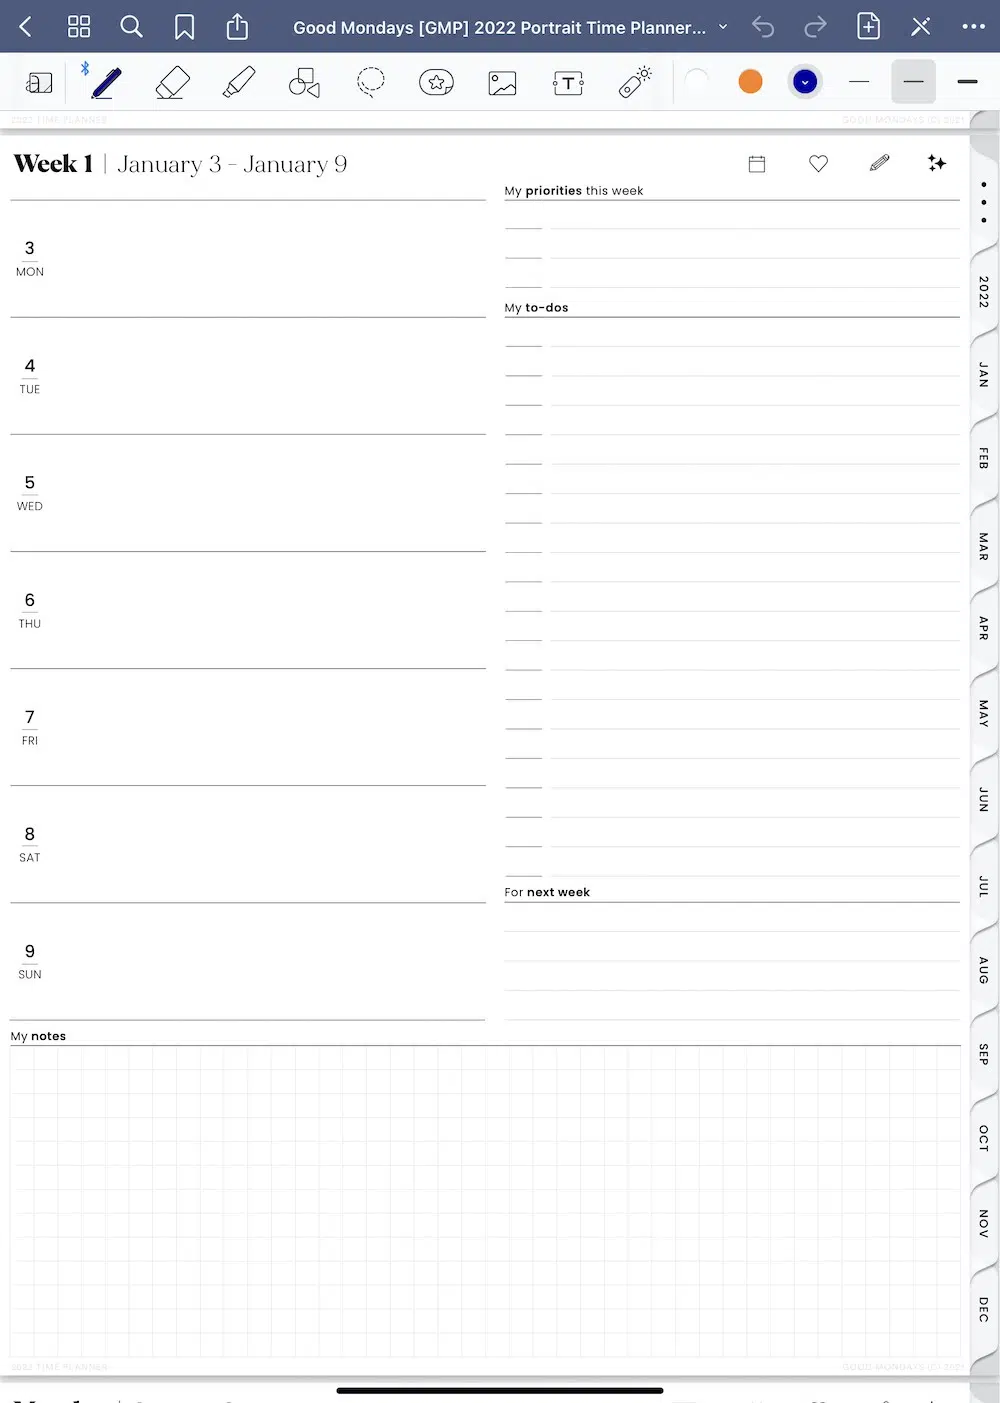 Good Mondays [GMP] 2022 Portrait Time Planner...
a
T
2022 TIME PLANNER
GOOD MONDAYS (C) 2021
Week 1 | January 3 - January 9
My priorities this week
3
MON
My to-dos
4
TUE
5
WED
6
THU
7
FRI
8
SAT
For next week
9
SUN
My notes
2022
JAN
FEB
MAR
APR
MAY
JUN
JUL
AUG
SEP
OCT
NOV
DEC
2022 TIME PLANNER
GOOD MONDAYS (C) 2021